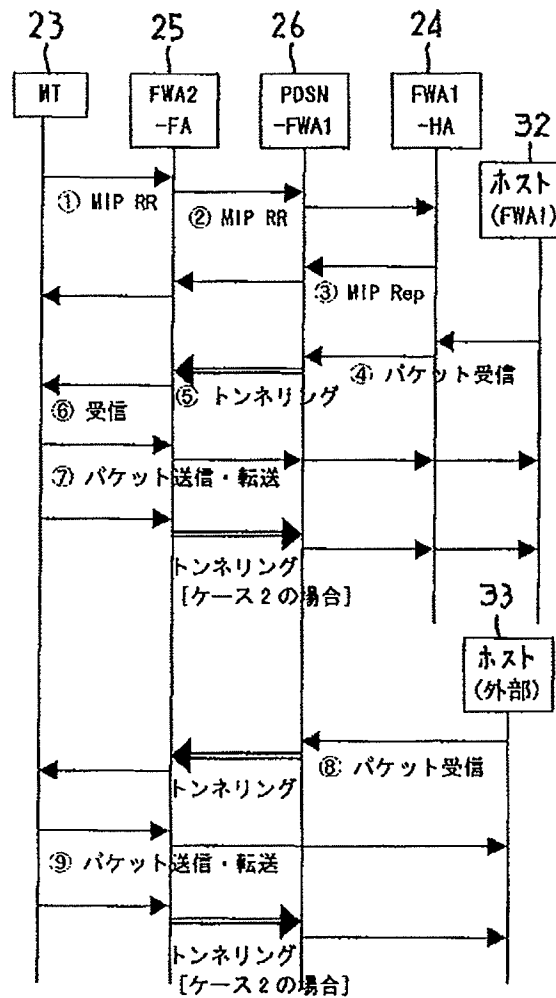 23
25
26
24
MT
FWA2
-FA
PDSN
-FWA1
FWA1
-HA
32
ホスト
(FWA1)
① MIP RR
② MIP RR
③ MIP Rep
④ パケット受信
⑤ トンネリング
⑥ 受信
⑦ パケット送信・転送
トンネリング
[ケース2の場合]
33
ホスト
(外部)
⑧ パケット受信
トンネリング
⑨ パケット送信・転送
トンネリング
[ケース2の場合]